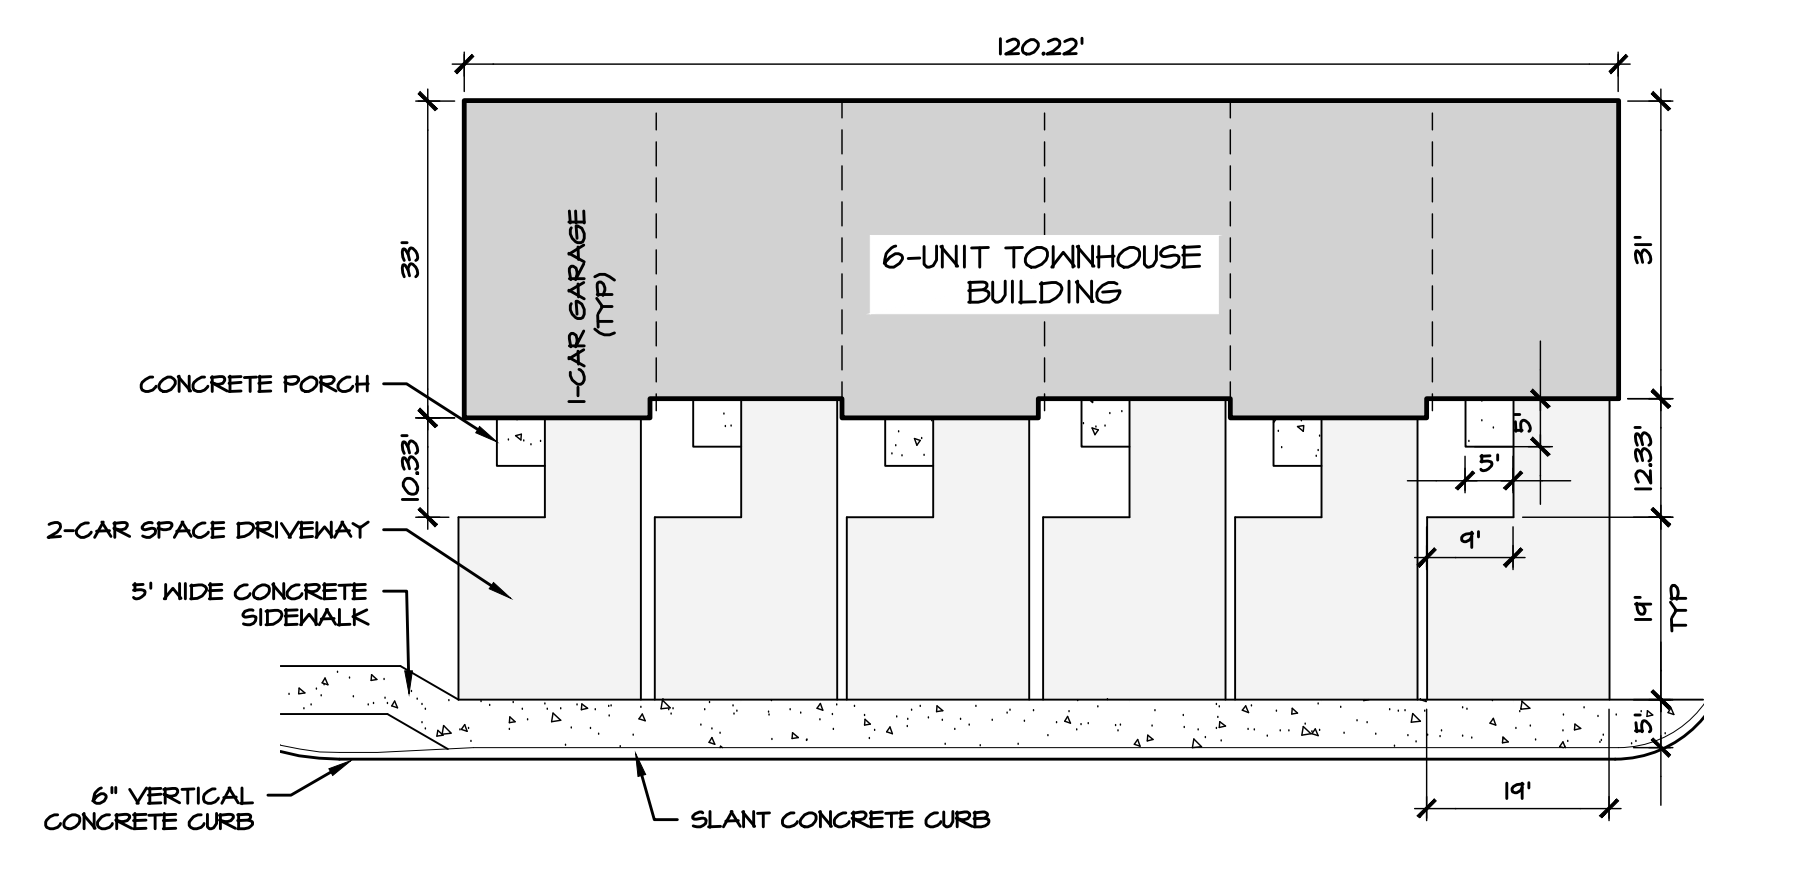 120.22'
33'
31'
1-CAR GARAGE
(TYP)
6-UNIT TOWNHOUSE
BUILDING
CONCRETE PORCH
10.33'
5'
5'
12.33'
2-CAR SPACE DRIVEWAY
9'
5' WIDE CONCRETE
SIDEWALK
19'
TYP
5'
6" VERTICAL
CONCRETE CURB
SLANT CONCRETE CURB
19'